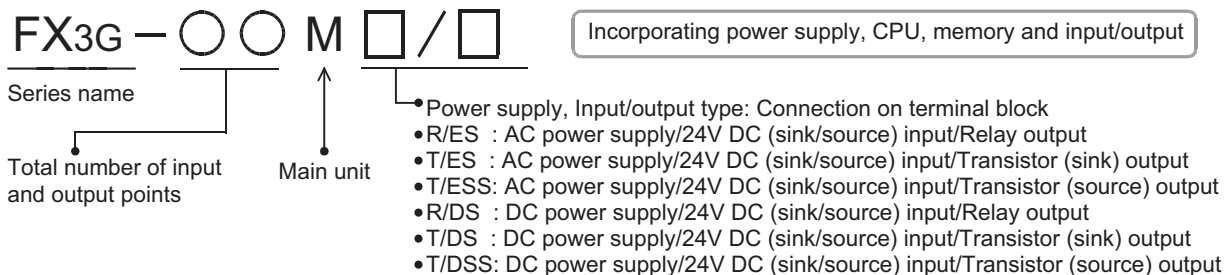 FX3G – ○○ M □/□
Incorporating power supply, CPU, memory and input/output
Series name
Total number of input
and output points
Main unit
•Power supply, Input/output type: Connection on terminal block
•R/ES : AC power supply/24V DC (sink/source) input/Relay output
•T/ES : AC power supply/24V DC (sink/source) input/Transistor (sink) output
•T/ESS: AC power supply/24V DC (sink/source) input/Transistor (source) output
•R/DS : DC power supply/24V DC (sink/source) input/Relay output
•T/DS : DC power supply/24V DC (sink/source) input/Transistor (sink) output
•T/DSS: DC power supply/24V DC (sink/source) input/Transistor (source) output